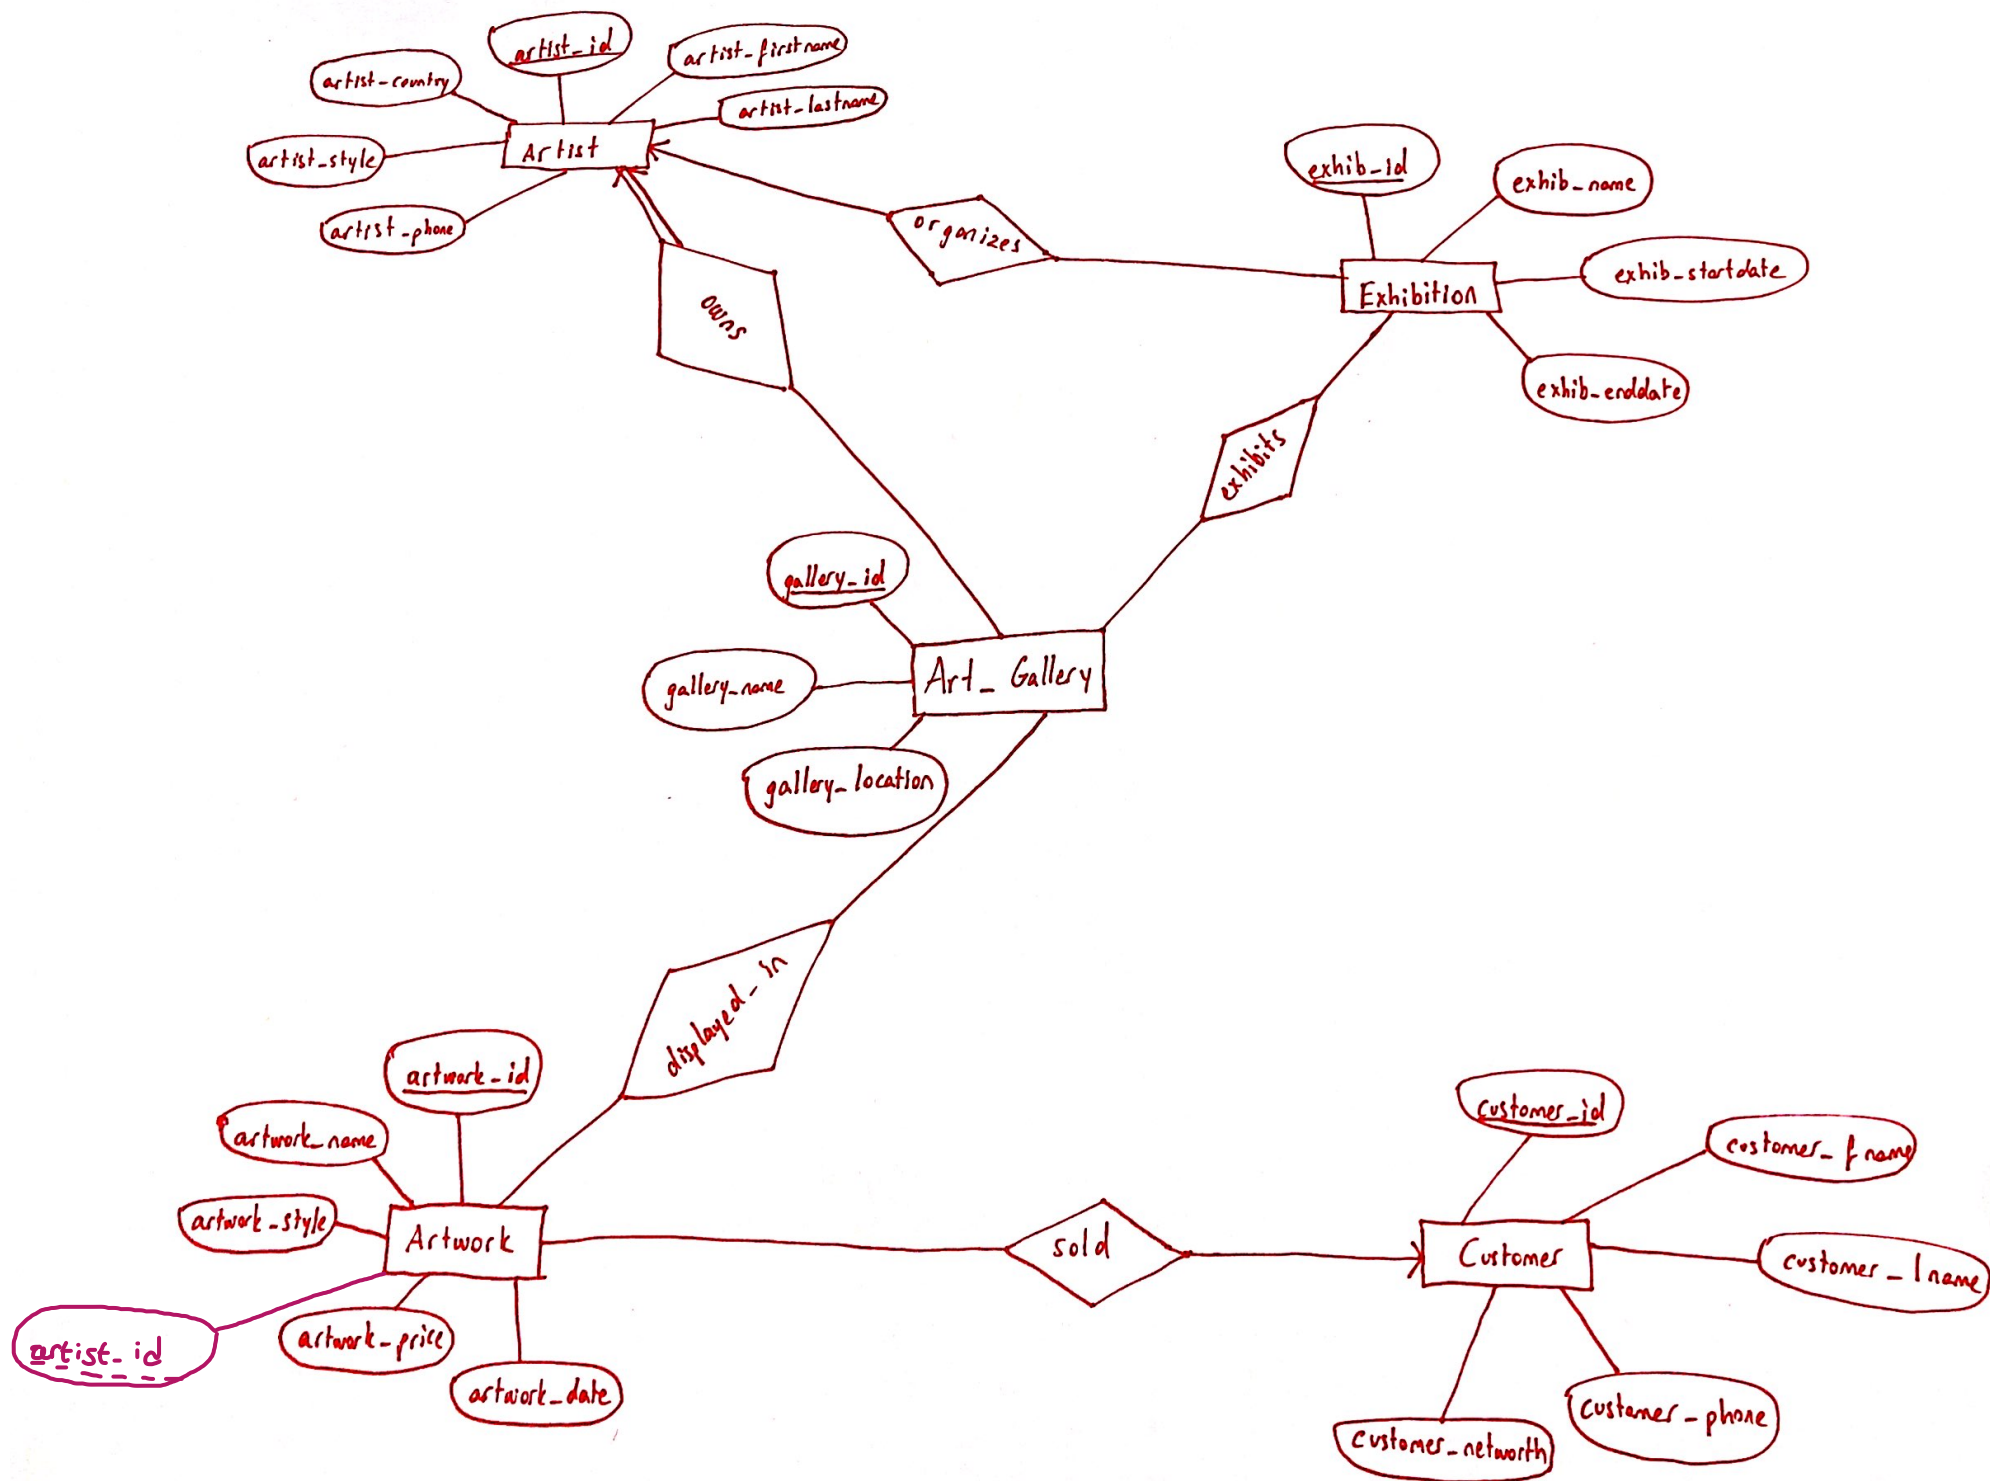 artist_id
artist_firstname
artist_country
artist_lastname
Artist
artist_style
artist_phone
organizes
owns
exhib_id
exhib_name
exhib_startdate
Exhibition
exhib_enddate
exhibits
gallery_id
gallery_name
Art_Gallery
gallery_location
displayed_in
artwork_id
artwork_name
artwork_style
Artwork
artist_id
artwork_price
artwork_date
sold
customer_id
customer_fname
Customer
customer_lname
customer_phone
customer_networth